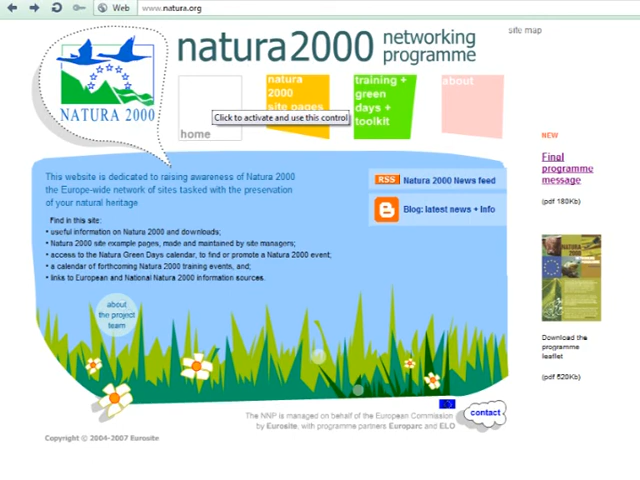 Web www.natura.org
natura2000 networking programme
site map
NATURA 2000
home
natura
2000
site pages
training +
green
days +
toolkit
about
Click to activate and use this control
NEW
Final
programme
message
(pdf 180Kb)
This website is dedicated to raising awareness of Natura 2000
the Europe-wide network of sites tasked with the preservation
of your natural heritage
RSS Natura 2000 News feed
Blog: latest news + Info
Find in this site:
• useful information on Natura 2000 and downloads;
• Natura 2000 site example pages, made and maintained by site managers;
• access to the Natura Green Days calendar, to find or promote a Natura 2000 event;
• a calendar of forthcoming Natura 2000 training events, and;
• links to European and National Natura 2000 information sources.
about
the project
team
NATURA
2000
Download the
programme
leaflet
(pdf 520Kb)
The NNP is managed on behalf of the European Commission
by Eurosite, with programme partners Europarc and ELO
contact
Copyright © 2004-2007 Eurosite